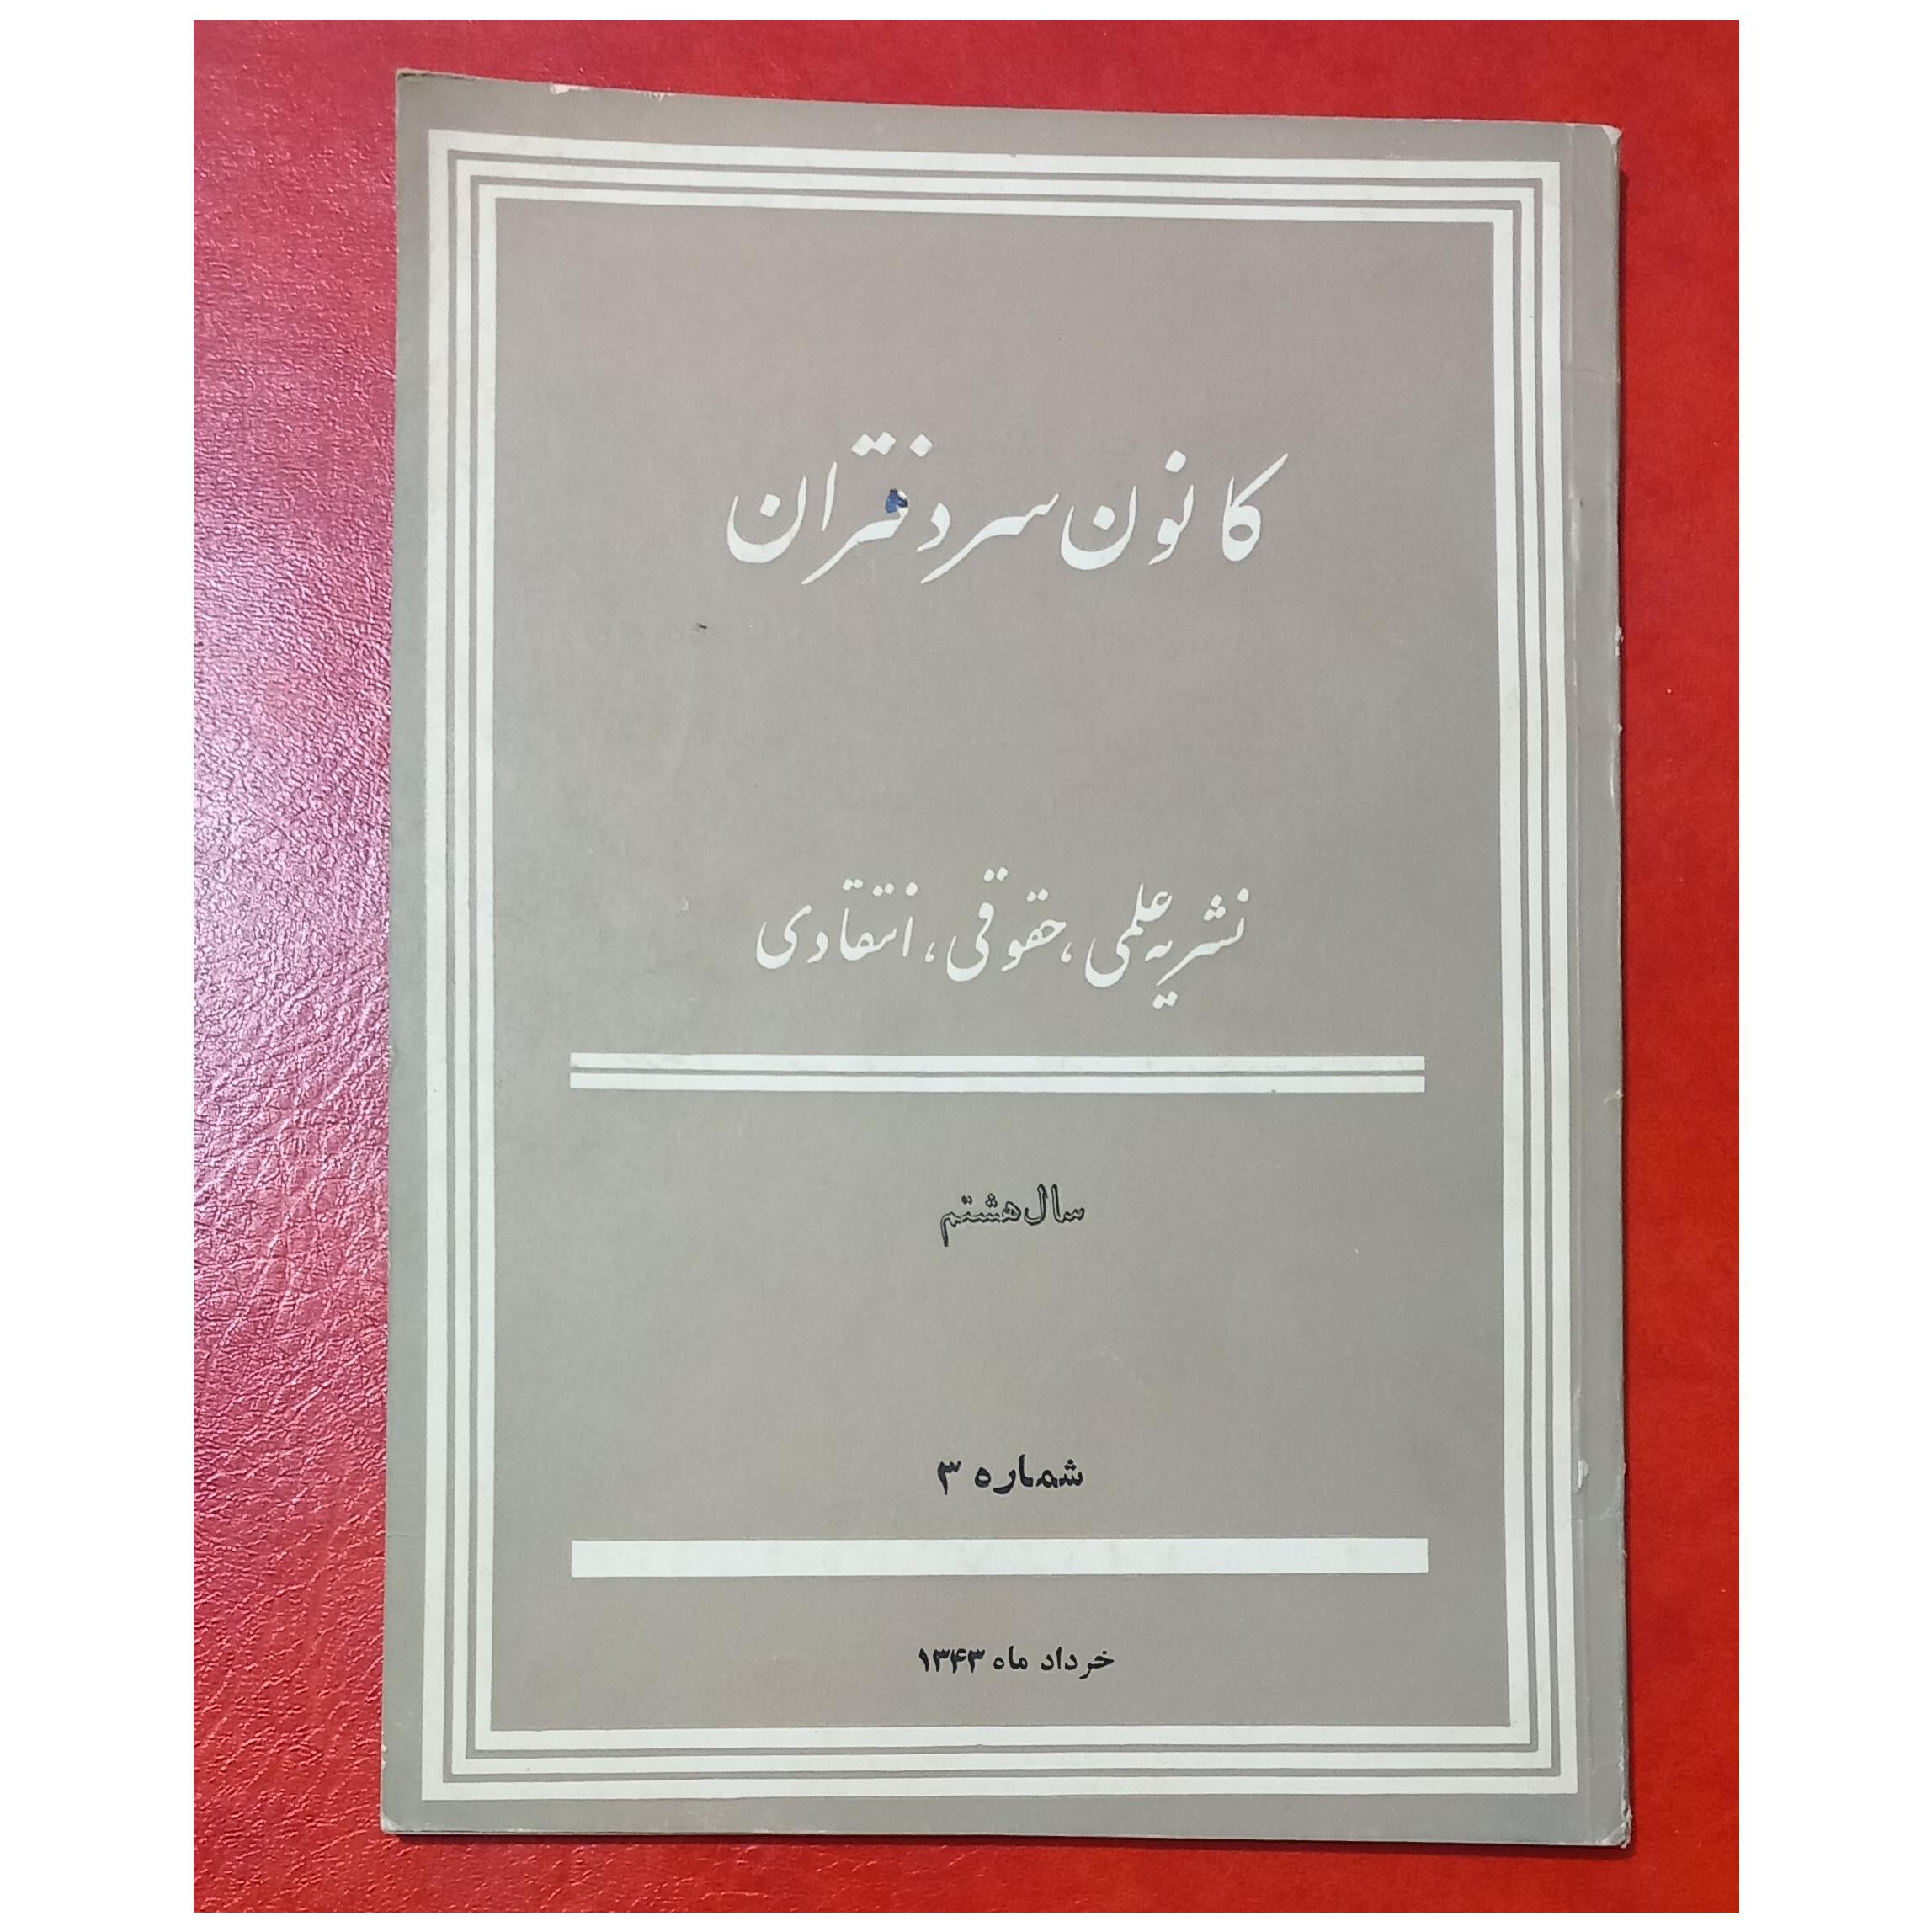 کانون سردفتران
نشریه علمی، حقوقی، انتقادی
سال هشتم
شماره ۳
خرداد ماه ۱۳۴۳